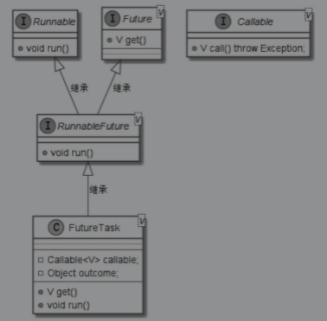 I Runnable
I Future V
I Callable V
void run()
V get()
V call() throw Exception;
继承
继承
I RunnableFuture V
void run()
继承
C FutureTask V
Callable<V> callable;
Object outcome;
V get()
void run()